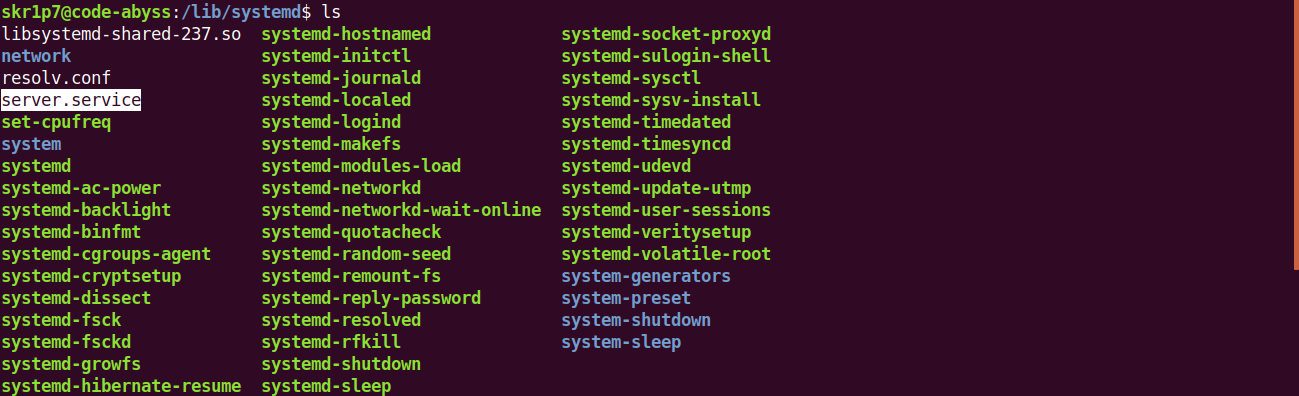 skr1p7@code-abyss:/lib/systemd$ ls
libsystemd-shared-237.so  systemd-hostnamed            systemd-socket-proxyd
network                   systemd-initctl              systemd-sulogin-shell
resolv.conf               systemd-journald             systemd-sysctl
server.service            systemd-localed              systemd-sysv-install
set-cpufreq               systemd-logind               systemd-timedated
system                    systemd-makefs               systemd-timesyncd
systemd                   systemd-modules-load         systemd-udevd
systemd-ac-power          systemd-networkd             systemd-update-utmp
systemd-backlight         systemd-networkd-wait-online  systemd-user-sessions
systemd-binfmt            systemd-quotacheck           systemd-veritysetup
systemd-cgroups-agent     systemd-random-seed          systemd-volatile-root
systemd-cryptsetup        systemd-remount-fs           system-generators
systemd-dissect           systemd-reply-password       system-preset
systemd-fsck              systemd-resolved             system-shutdown
systemd-fsckd             systemd-rfkill               system-sleep
systemd-growfs            systemd-shutdown
systemd-hibernate-resume  systemd-sleep